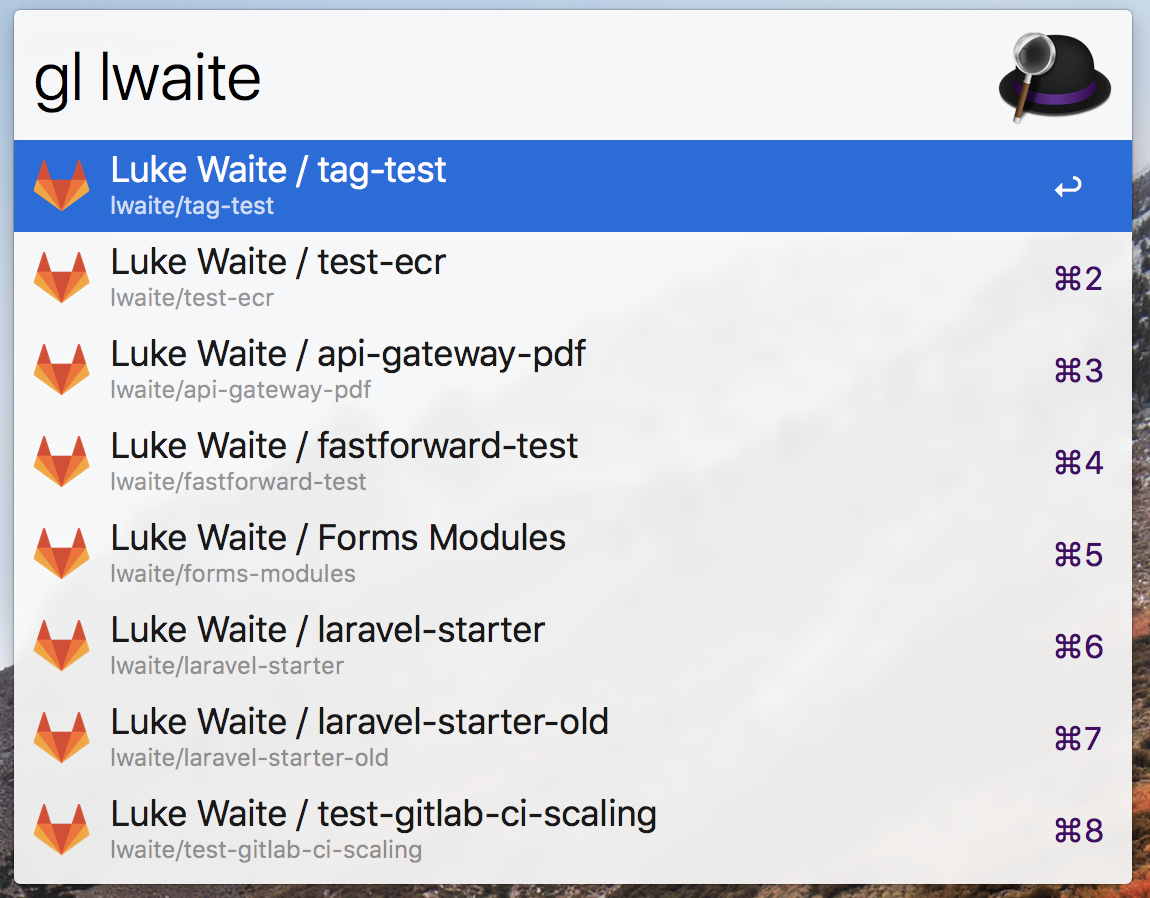 gl lwaite
Luke Waite / tag-test
lwaite/tag-test
↩
Luke Waite / test-ecr
lwaite/test-ecr
⌘2
Luke Waite / api-gateway-pdf
lwaite/api-gateway-pdf
⌘3
Luke Waite / fastforward-test
lwaite/fastforward-test
⌘4
Luke Waite / Forms Modules
lwaite/forms-modules
⌘5
Luke Waite / laravel-starter
lwaite/laravel-starter
⌘6
Luke Waite / laravel-starter-old
lwaite/laravel-starter-old
⌘7
Luke Waite / test-gitlab-ci-scaling
lwaite/test-gitlab-ci-scaling
⌘8